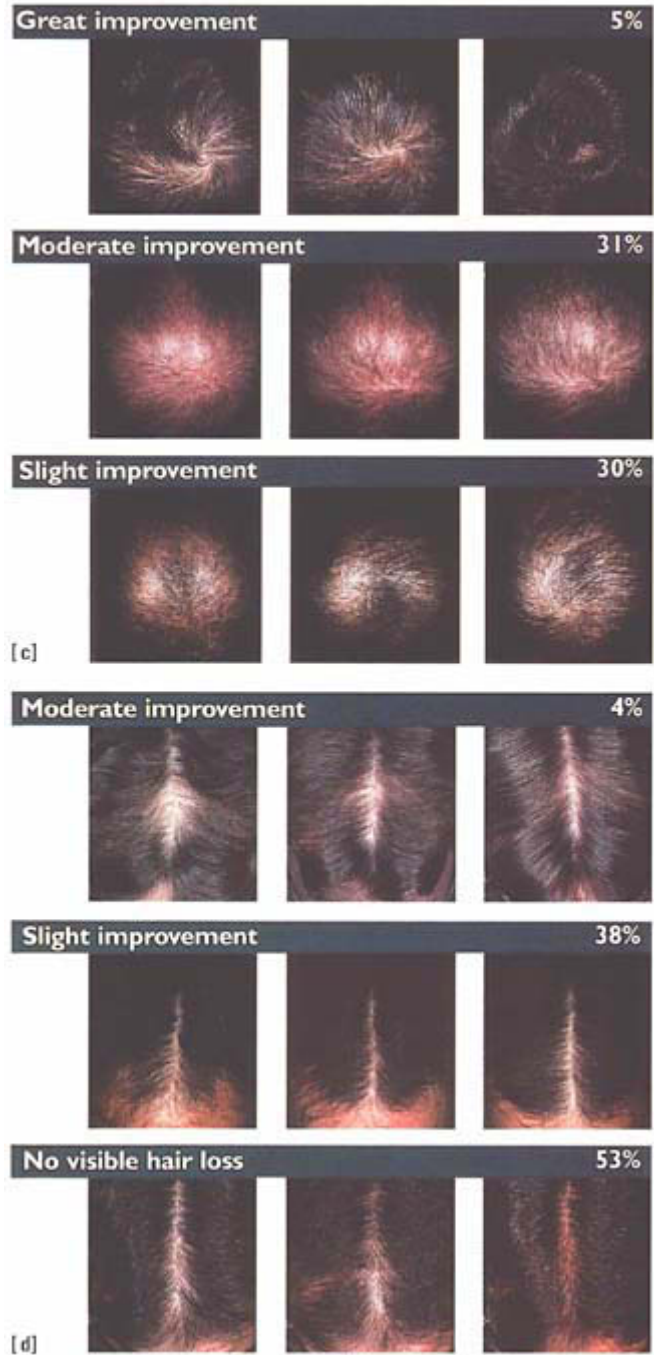 Great improvement 5%
Moderate improvement 31%
Slight improvement 30%
[c]
Moderate improvement 4%
Slight improvement 38%
No visible hair loss 53%
[d]